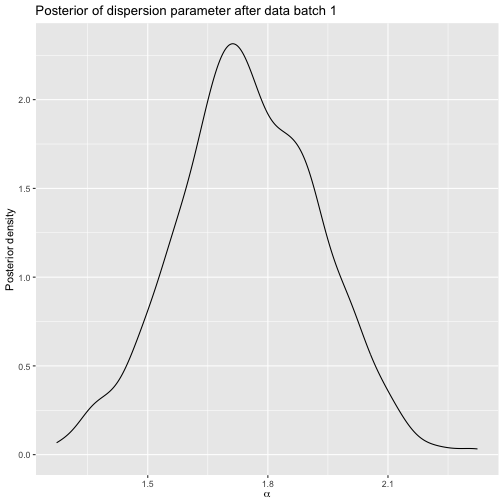 Posterior of dispersion parameter after data batch 1
Posterior density
2.0
1.5
1.0
0.5
0.0
1.5
1.8
2.1
α